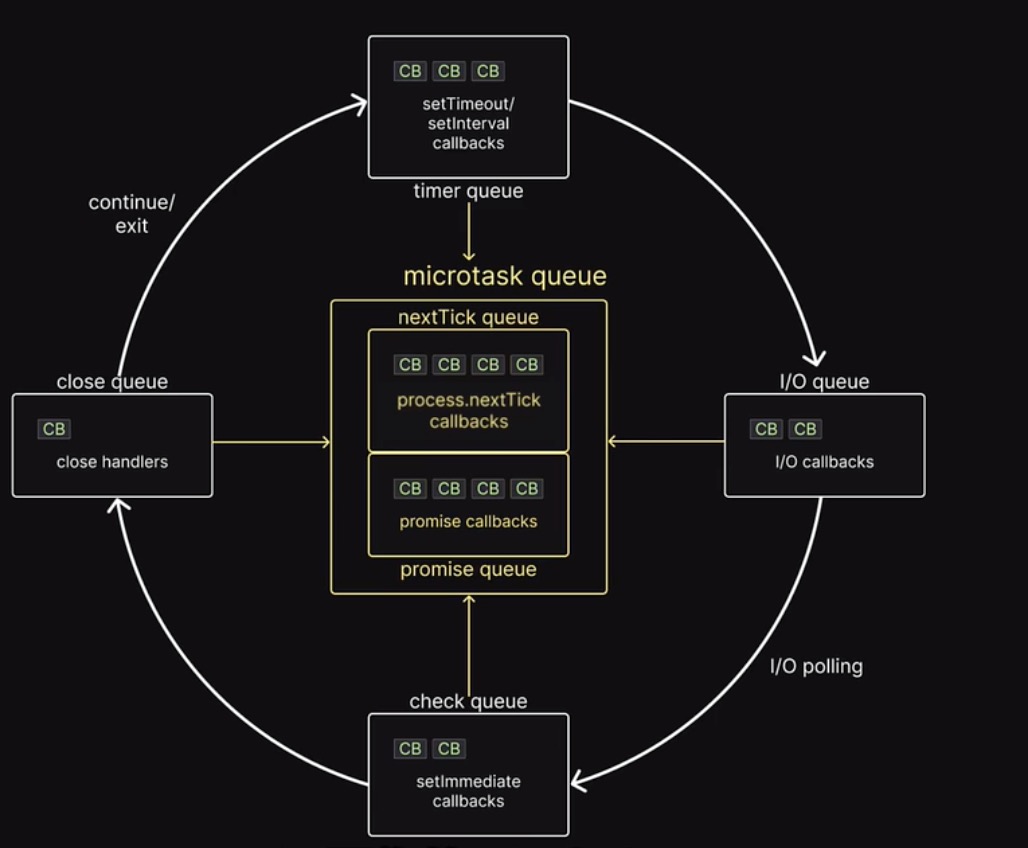 CB CB CB
setTimeout/
setInterval
callbacks
timer queue
continue/
exit
microtask queue
nextTick queue
CB CB CB CB
process.nextTick
callbacks
CB CB CB CB
promise callbacks
promise queue
close queue
CB
close handlers
I/O queue
CB CB
I/O callbacks
I/O polling
check queue
CB CB
setImmediate
callbacks